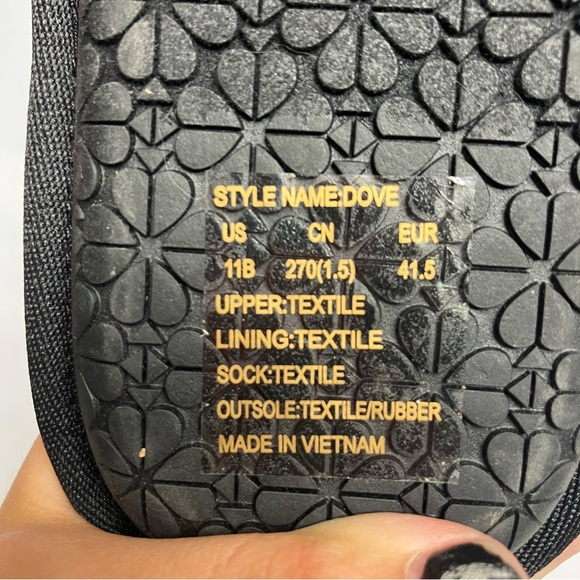 STYLE NAME:DOVE
US CN EUR
11B 270(1.5) 41.5
UPPER:TEXTILE
LINING:TEXTILE
SOCK:TEXTILE
OUTSOLE:TEXTILE/RUBBER
MADE IN VIETNAM